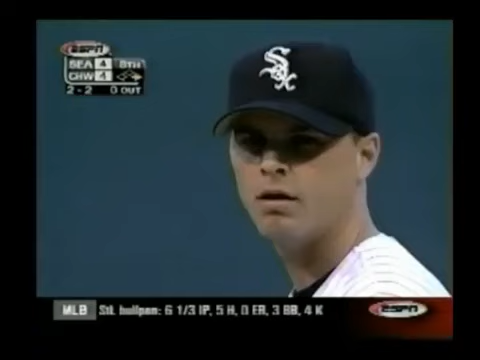 ESPN
SEA 4 8TH
CHW 4
2 - 2 0 OUT
Sox
MLB StL bullpen: 6 1/3 IP, 5 H, 0 ER, 3 BB, 4 K
ESPN